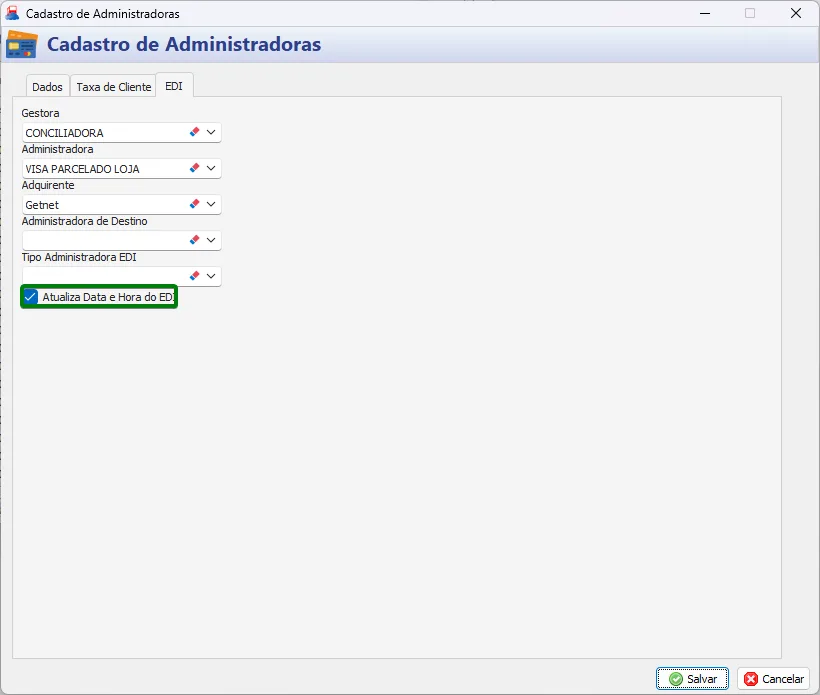 Cadastro de Administradoras
Cadastro de Administradoras
Dados Taxa de Cliente EDI
Gestora
CONCILIADORA
Administradora
VISA PARCELADO LOJA
Adquirente
Getnet
Administradora de Destino
Tipo Administradora EDI
Atualiza Data e Hora do EDI
Salvar Cancelar